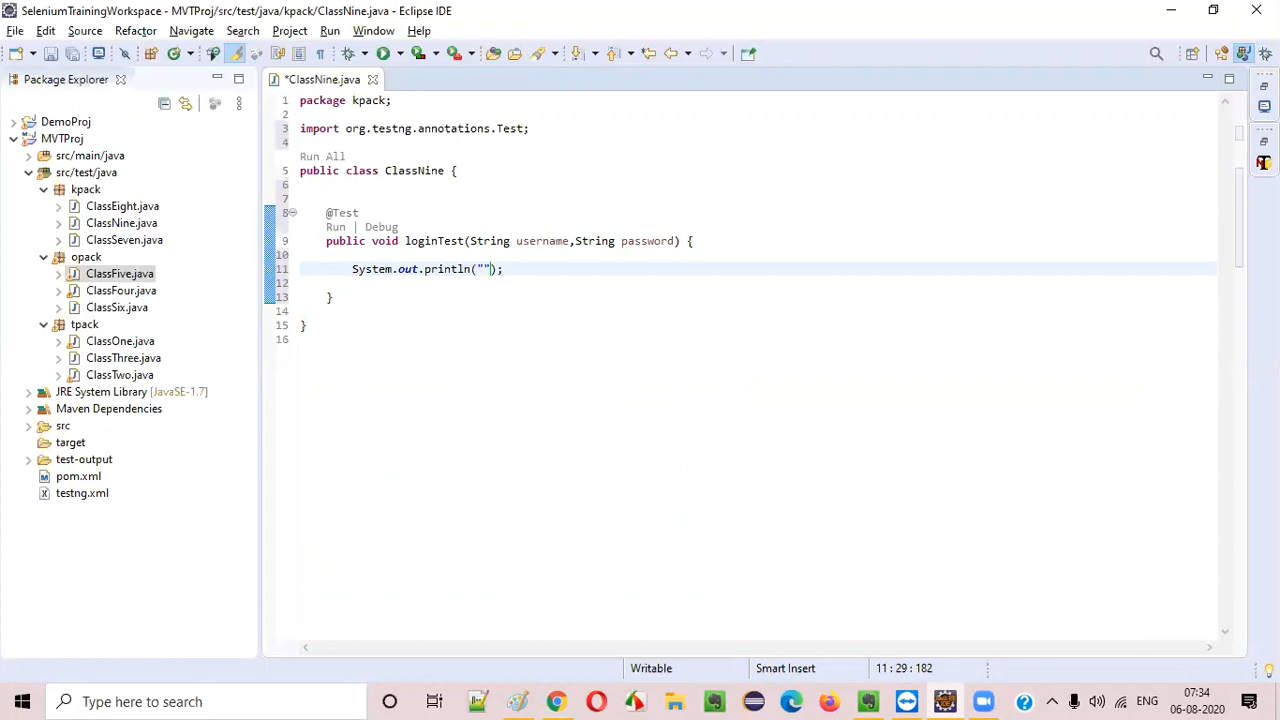 SeleniumTrainingWorkspace - MVTProj/src/test/java/kpack/ClassNine.java - Eclipse IDE
File Edit Source Refactor Navigate Search Project Run Window Help
Package Explorer
DemoProj
MVTProj
src/main/java
src/test/java
kpack
ClassEight.java
ClassNine.java
ClassSeven.java
opack
ClassFive.java
ClassFour.java
ClassSix.java
tpack
ClassOne.java
ClassThree.java
ClassTwo.java
JRE System Library [JavaSE-1.7]
Maven Dependencies
src
target
test-output
pom.xml
testng.xml
*ClassNine.java
1 package kpack;
2
3 import org.testng.annotations.Test;
4
Run All
5 public class ClassNine {
6
7
8 @Test
Run | Debug
9 public void loginTest(String username,String password) {
10
11 System.out.println("");
12
13 }
14
15 }
16
Writable Smart Insert 11 : 29 : 182
Type here to search
ENG
07:34
06-08-2020